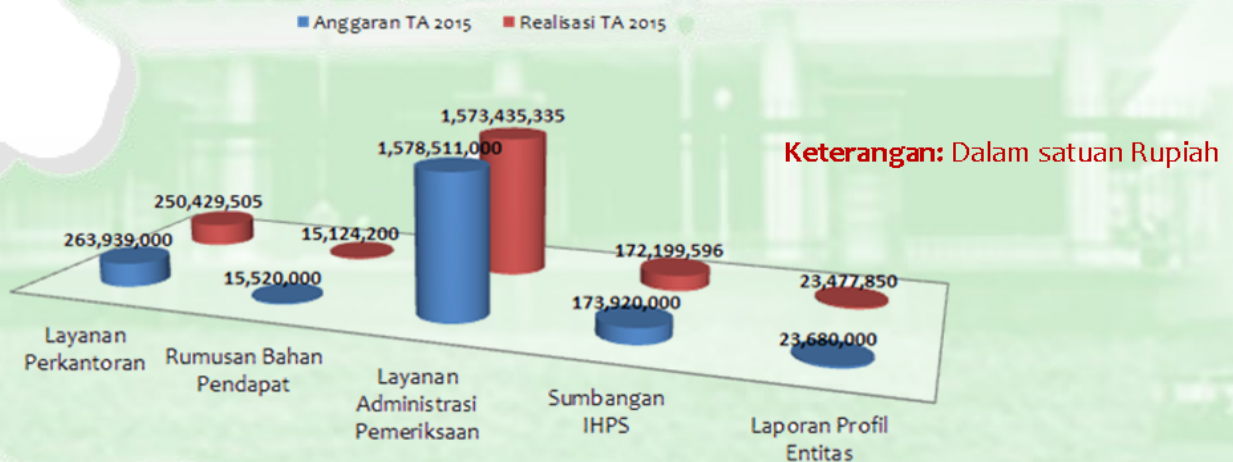 Anggaran TA 2015 Realisasi TA 2015
1,573,435,335
1,578,511,000
Keterangan: Dalam satuan Rupiah
250,429,505
263,939,000
15,124,200
15,520,000
172,199,596
173,920,000
23,477,850
23,680,000
Layanan
Perkantoran
Rumusan Bahan
Pendapat
Layanan
Administrasi
Pemeriksaan
Sumbangan
IHPS
Laporan Profil
Entitas